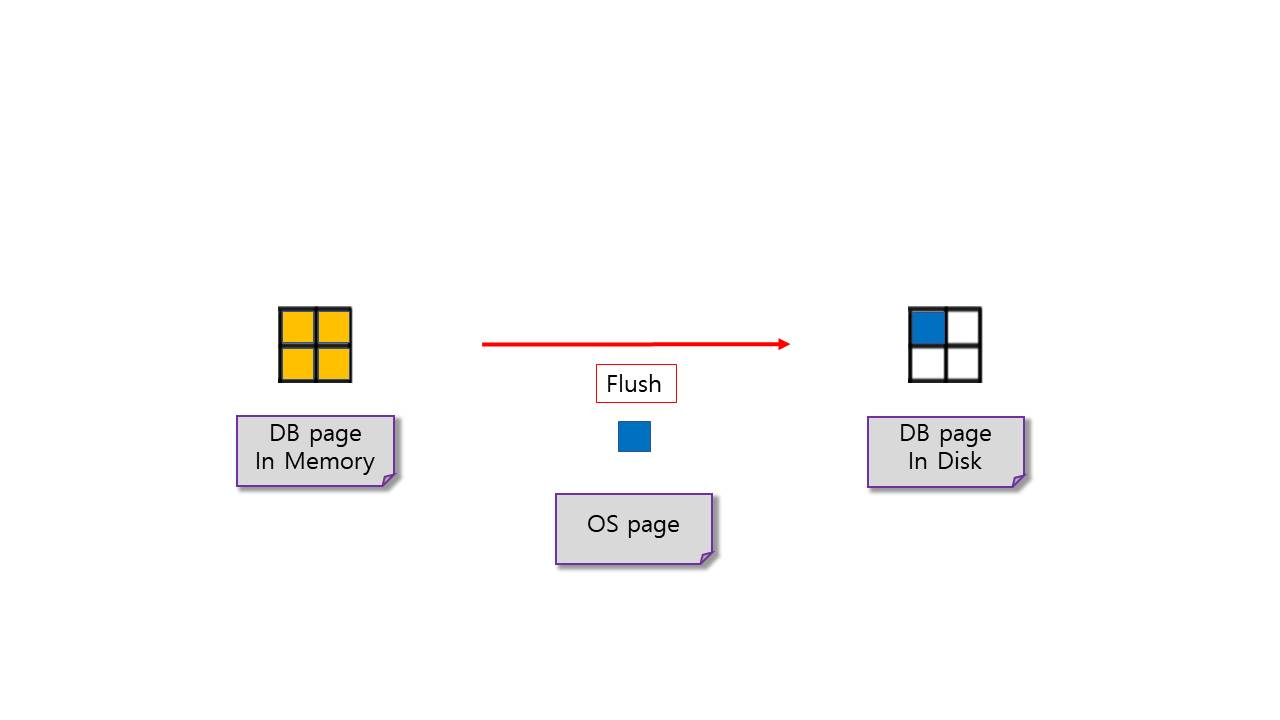 Flush
DB page
In Memory
DB page
In Disk
OS page